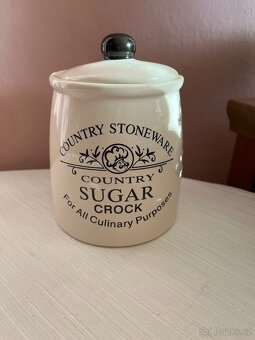 COUNTRY STONEWARE
COUNTRY
SUGAR
CROCK
For All Culinary Purposes